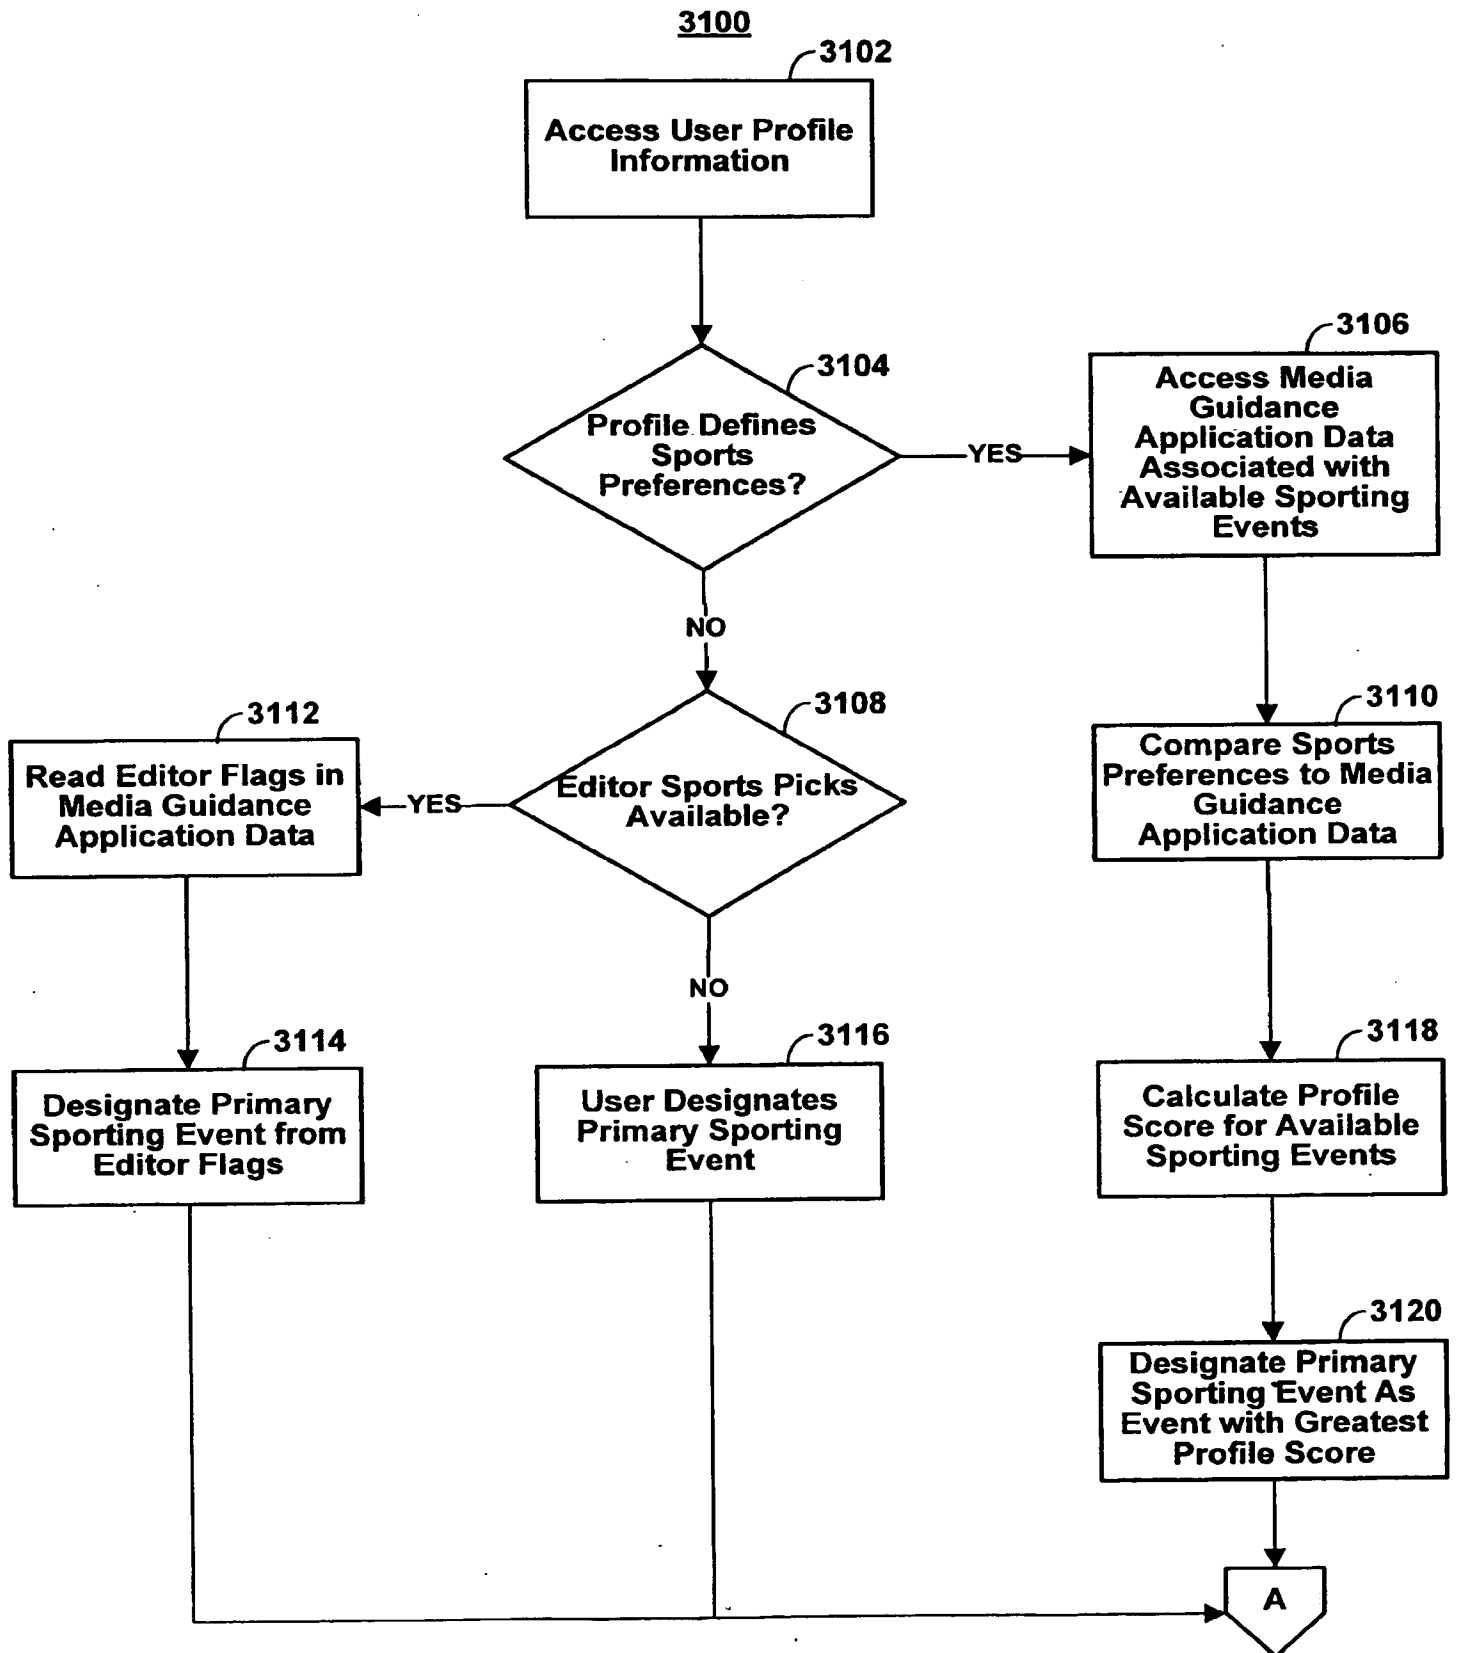 3100
3102
Access User Profile
Information
3104
Profile Defines
Sports
Preferences?
YES
3106
Access Media
Guidance
Application Data
Associated with
Available Sporting
Events
NO
3108
Editor Sports Picks
Available?
YES
3112
Read Editor Flags in
Media Guidance
Application Data
3110
Compare Sports
Preferences to Media
Guidance
Application Data
NO
3114
Designate Primary
Sporting Event from
Editor Flags
3116
User Designates
Primary Sporting
Event
3118
Calculate Profile
Score for Available
Sporting Events
3120
Designate Primary
Sporting Event As
Event with Greatest
Profile Score
A